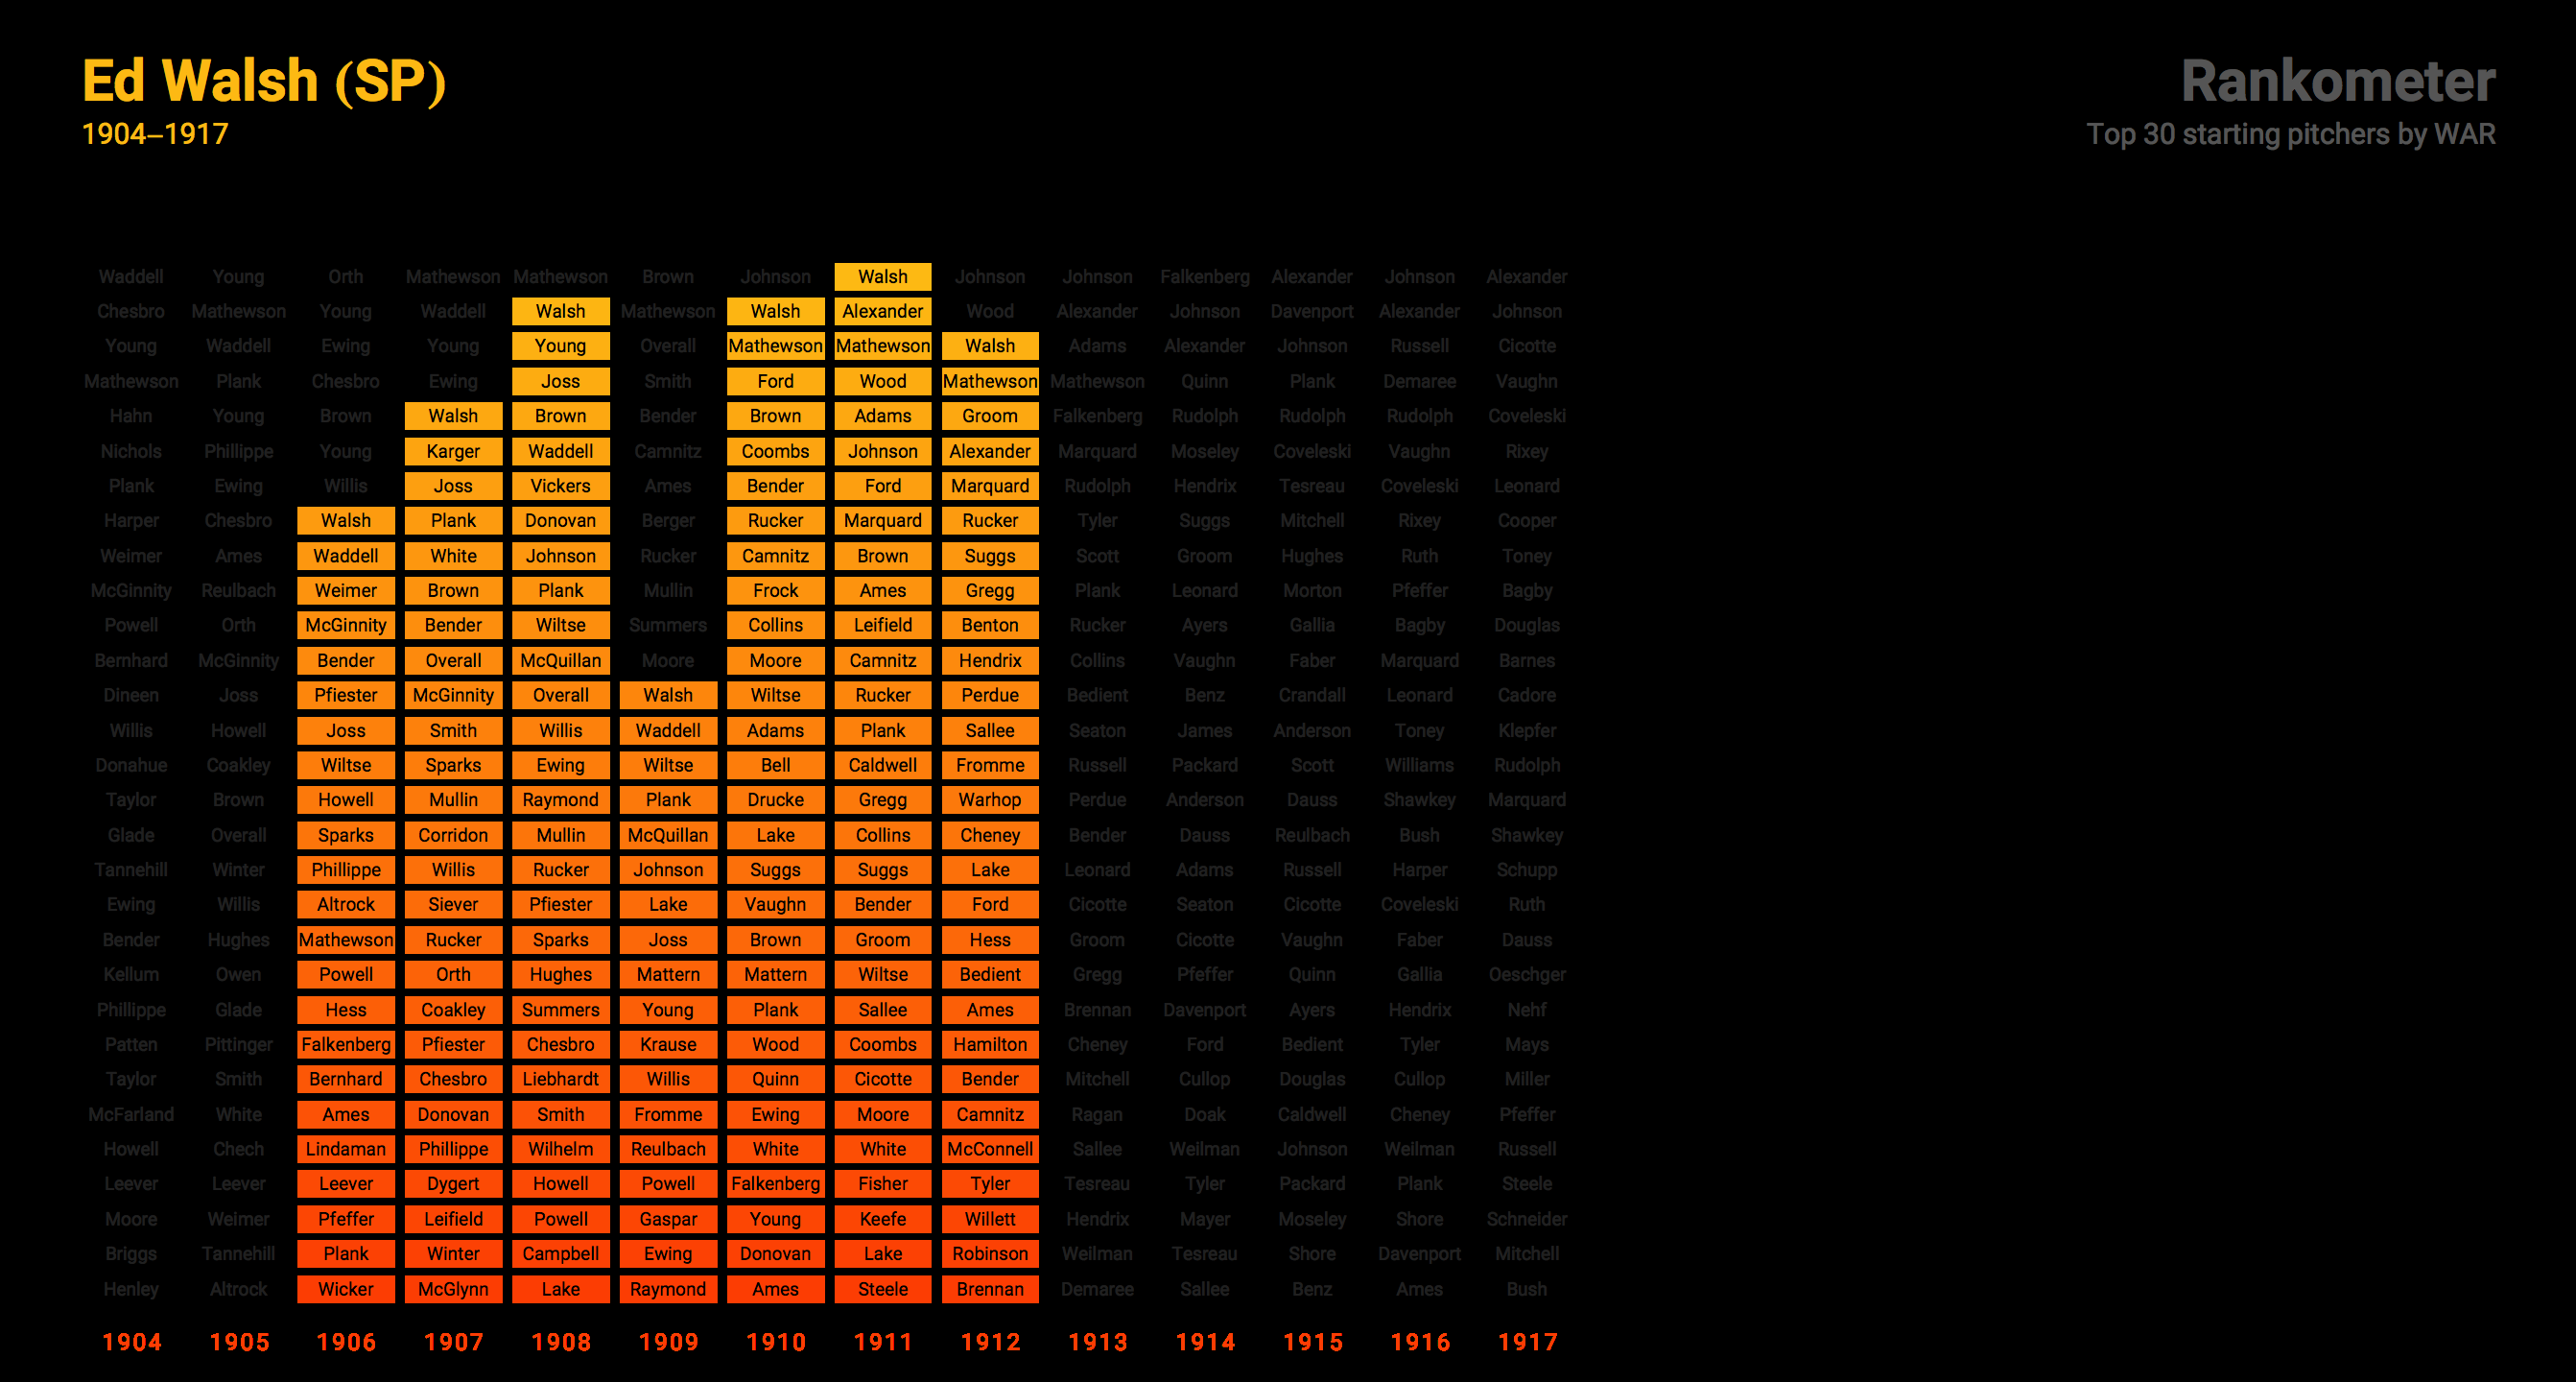 Ed Walsh (SP)
1904–1917
Rankometer
Top 30 starting pitchers by WAR
Waddell Young Orth Mathewson Mathewson Brown Johnson Walsh Johnson Johnson Falkenberg Alexander Johnson Alexander
Chesbro Mathewson Young Waddell Walsh Mathewson Walsh Alexander Wood Alexander Johnson Davenport Alexander Johnson
Young Waddell Ewing Young Young Overall Mathewson Mathewson Walsh Adams Alexander Johnson Russell Cicotte
Mathewson Plank Chesbro Ewing Joss Smith Ford Wood Mathewson Mathewson Quinn Plank Demaree Vaughn
Hahn Young Brown Walsh Brown Bender Brown Adams Groom Falkenberg Rudolph Rudolph Rudolph Coveleski
Nichols Phillippe Young Karger Waddell Camnitz Coombs Johnson Alexander Marquard Moseley Coveleski Vaughn Rixey
Plank Ewing Willis Joss Vickers Ames Bender Ford Marquard Rudolph Hendrix Tesreau Coveleski Leonard
Harper Chesbro Walsh Plank Donovan Berger Rucker Marquard Rucker Tyler Suggs Mitchell Rixey Cooper
Weimer Ames Waddell White Johnson Rucker Camnitz Brown Suggs Scott Groom Hughes Ruth Toney
McGinnity Reulbach Weimer Brown Plank Mullin Frock Ames Gregg Plank Leonard Morton Pfeffer Bagby
Powell Orth McGinnity Bender Wiltse Summers Collins Leifield Benton Rucker Ayers Gallia Bagby Douglas
Bernhard McGinnity Bender Overall McQuillan Moore Moore Camnitz Hendrix Collins Vaughn Faber Marquard Barnes
Dineen Joss Pfiester McGinnity Overall Walsh Wiltse Rucker Perdue Bedient Benz Crandall Leonard Cadore
Willis Howell Joss Smith Willis Waddell Adams Plank Sallee Seaton James Anderson Toney Klepfer
Donahue Coakley Wiltse Sparks Ewing Wiltse Bell Caldwell Fromme Russell Packard Scott Williams Rudolph
Taylor Brown Howell Mullin Raymond Plank Drucke Gregg Warhop Perdue Anderson Dauss Shawkey Marquard
Glade Overall Sparks Corridon Mullin McQuillan Lake Collins Cheney Bender Dauss Reulbach Bush Shawkey
Tannehill Winter Phillippe Willis Rucker Johnson Suggs Suggs Lake Leonard Adams Russell Harper Schupp
Ewing Willis Altrock Siever Pfiester Lake Vaughn Bender Ford Cicotte Seaton Cicotte Coveleski Ruth
Bender Hughes Mathewson Rucker Sparks Joss Brown Groom Hess Groom Cicotte Vaughn Faber Dauss
Kellum Owen Powell Orth Hughes Mattern Mattern Wiltse Bedient Gregg Pfeffer Quinn Gallia Oeschger
Phillippe Glade Hess Coakley Summers Young Plank Sallee Ames Brennan Davenport Ayers Hendrix Nehf
Patten Pittinger Falkenberg Pfiester Chesbro Krause Wood Coombs Hamilton Cheney Ford Bedient Tyler Mays
Taylor Smith Bernhard Chesbro Liebhardt Willis Quinn Cicotte Bender Mitchell Cullop Douglas Cullop Miller
McFarland White Ames Donovan Smith Fromme Ewing Moore Camnitz Ragan Doak Caldwell Cheney Pfeffer
Howell Chech Lindaman Phillippe Wilhelm Reulbach White White McConnell Sallee Weilman Johnson Weilman Russell
Leever Leever Leever Dygert Howell Powell Falkenberg Fisher Tyler Tesreau Tyler Packard Plank Steele
Moore Weimer Pfeffer Leifield Powell Gaspar Young Keefe Willett Hendrix Mayer Moseley Shore Schneider
Briggs Tannehill Plank Winter Campbell Ewing Donovan Lake Robinson Weilman Tesreau Shore Davenport Mitchell
Henley Altrock Wicker McGlynn Lake Raymond Ames Steele Brennan Demaree Sallee Benz Ames Bush
1904 1905 1906 1907 1908 1909 1910 1911 1912 1913 1914 1915 1916 1917